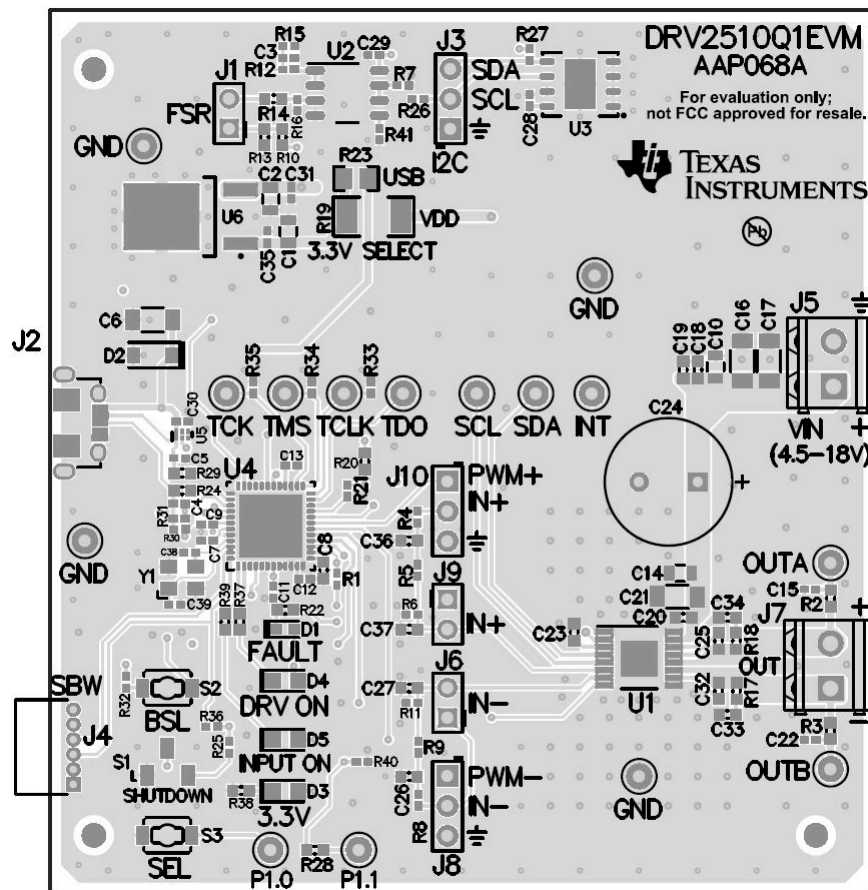 DRV2510Q1EVM
AAP068A
For evaluation only;
not FCC approved for resale.
TEXAS
INSTRUMENTS
Pb
R15
C3
R12
U2
C29
J3
R27
J1
FSR
R14
R16
R7
R26
SDA
SCL
I2C
C28
U3
R41
R13
R10
GND
R23
USB
C2
C31
U6
R19
VDD
C35
C1
3.3V
SELECT
GND
C6
D2
J2
C19
C18
C10
C16
C17
J5
R35
R34
R33
TCK
TMS
TCLK
TDO
SCL
SDA
INT
C24
+
VIN
+
(4.5-18V)
C30
U5
C5
R29
R24
C4
R31
R30
C9
C7
C38
U4
C13
R20
R21
J10
PWM+
IN+
R4
C36
GND
Y1
C39
C8
R1
C12
C11
R22
R5
J9
R39
R37
D1
FAULT
R6
C37
IN+
OUTA
C14
C21
C20
C15
R2
C23
C34
C25
R18
J7
OUT
U1
C32
R17
C33
R3
C22
+
OUTB
GND
SBW
J4
R32
S2
BSL
D4
DRV ON
J6
C27
IN-
R11
R36
R25
S1
SHUTDOWN
D5
INPUT ON
R9
R40
C26
PWM-
IN-
R8
J8
R38
D3
3.3V
S3
SEL
P1.0
R28
P1.1